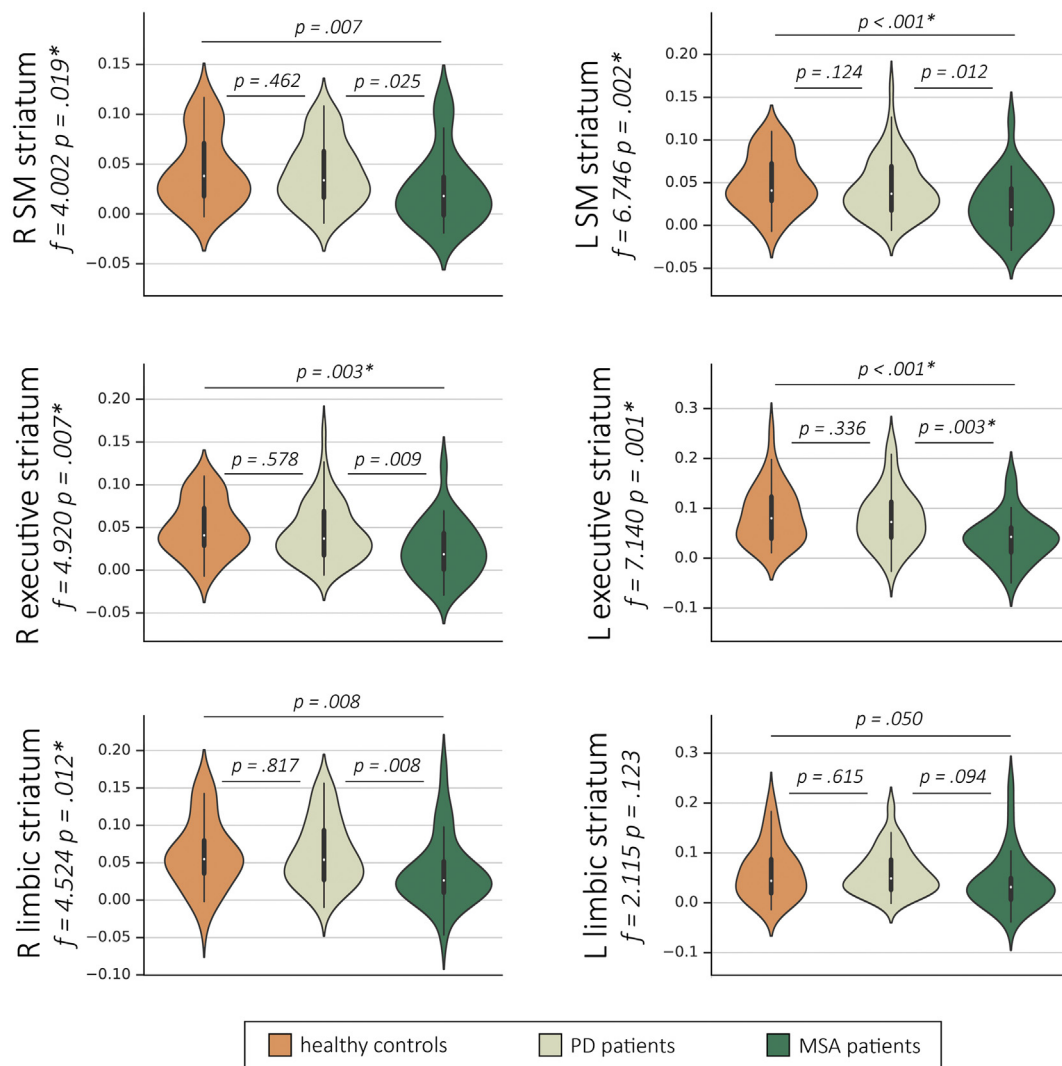 R SM striatum
f = 4.002 p = .019*
p = .007
p = .462
p = .025
0.15
0.10
0.05
0.00
−0.05
L SM striatum
f = 6.746 p = .002*
p < .001*
p = .124
p = .012
0.20
0.15
0.10
0.05
0.00
−0.05
R executive striatum
f = 4.920 p = .007*
p = .003*
p = .578
p = .009
0.20
0.15
0.10
0.05
0.00
−0.05
L executive striatum
f = 7.140 p = .001*
p < .001*
p = .336
p = .003*
0.3
0.2
0.1
0.0
−0.1
R limbic striatum
f = 4.524 p = .012*
p = .008
p = .817
p = .008
0.20
0.15
0.10
0.05
0.00
−0.05
−0.10
L limbic striatum
f = 2.115 p = .123
p = .050
p = .615
p = .094
0.3
0.2
0.1
0.0
−0.1
healthy controls
PD patients
MSA patients